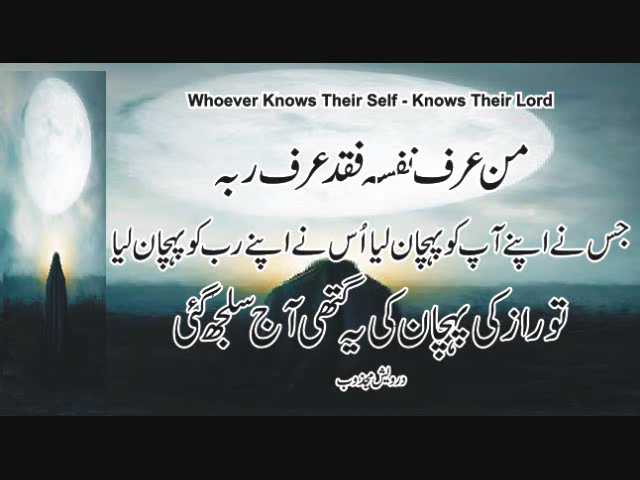 Whoever Knows Their Self - Knows Their Lord
من عرف نفسہ فقد عرف ربہ
جس نے اپنے آپ کو پہچان لیا اُس نے اپنے رب کو پہچان لیا
تو راز کی پہچان کی یہ گتھی آج سلجھ گئی
درویش مجذوب